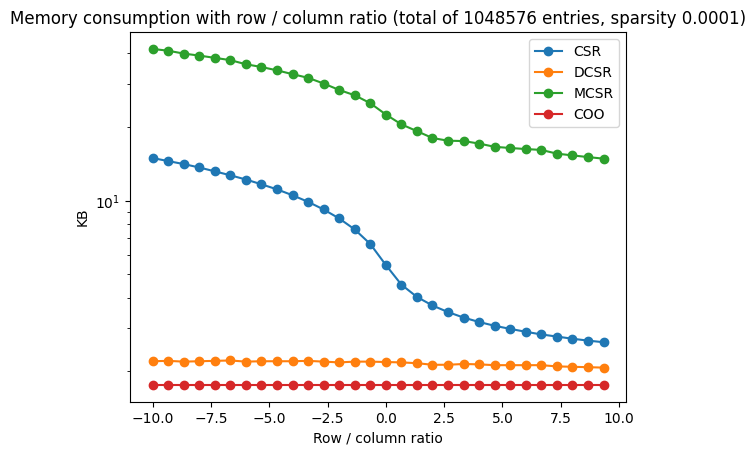 Memory consumption with row / column ratio (total of 1048576 entries, sparsity 0.0001)
CSR
DCSR
MCSR
COO
10¹
KB
−10.0 −7.5 −5.0 −2.5 0.0 2.5 5.0 7.5 10.0
Row / column ratio